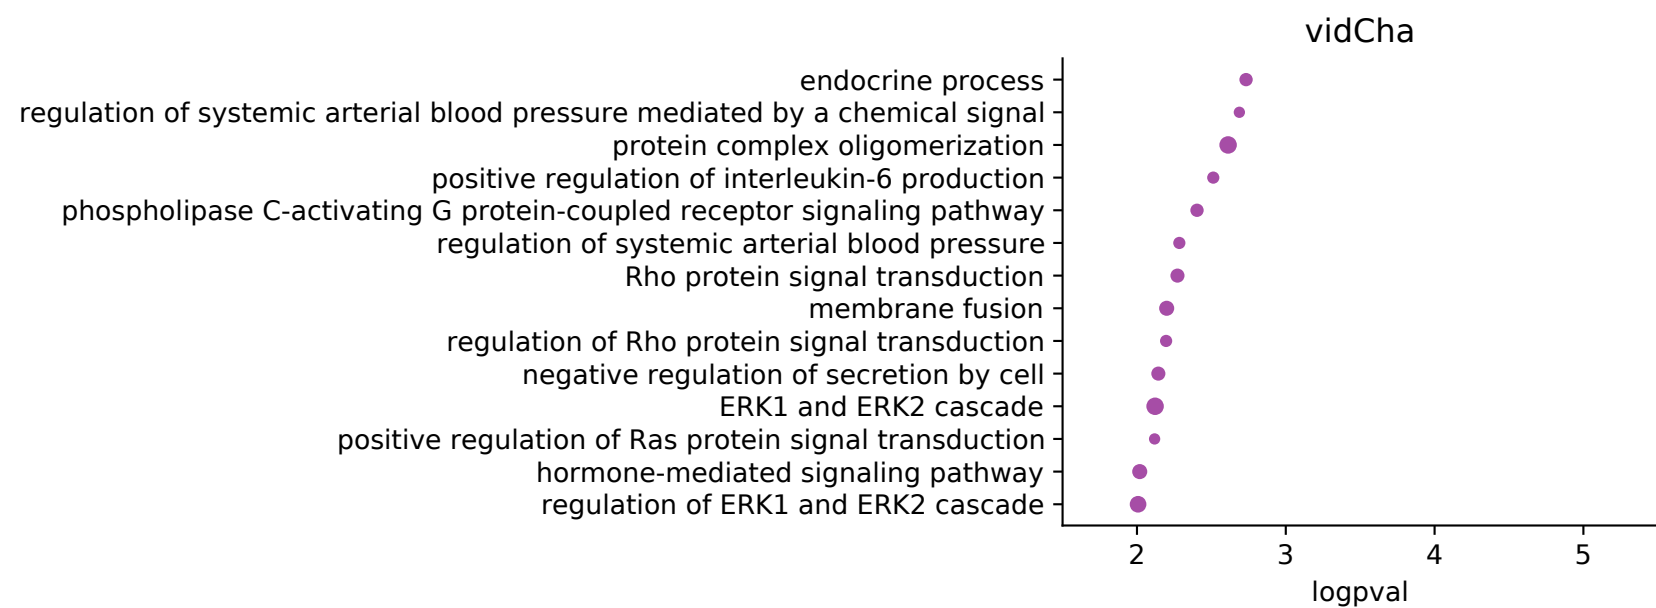 vidCha
endocrine process
regulation of systemic arterial blood pressure mediated by a chemical signal
protein complex oligomerization
positive regulation of interleukin-6 production
phospholipase C-activating G protein-coupled receptor signaling pathway
regulation of systemic arterial blood pressure
Rho protein signal transduction
membrane fusion
regulation of Rho protein signal transduction
negative regulation of secretion by cell
ERK1 and ERK2 cascade
positive regulation of Ras protein signal transduction
hormone-mediated signaling pathway
regulation of ERK1 and ERK2 cascade
2 3 4 5
logpval